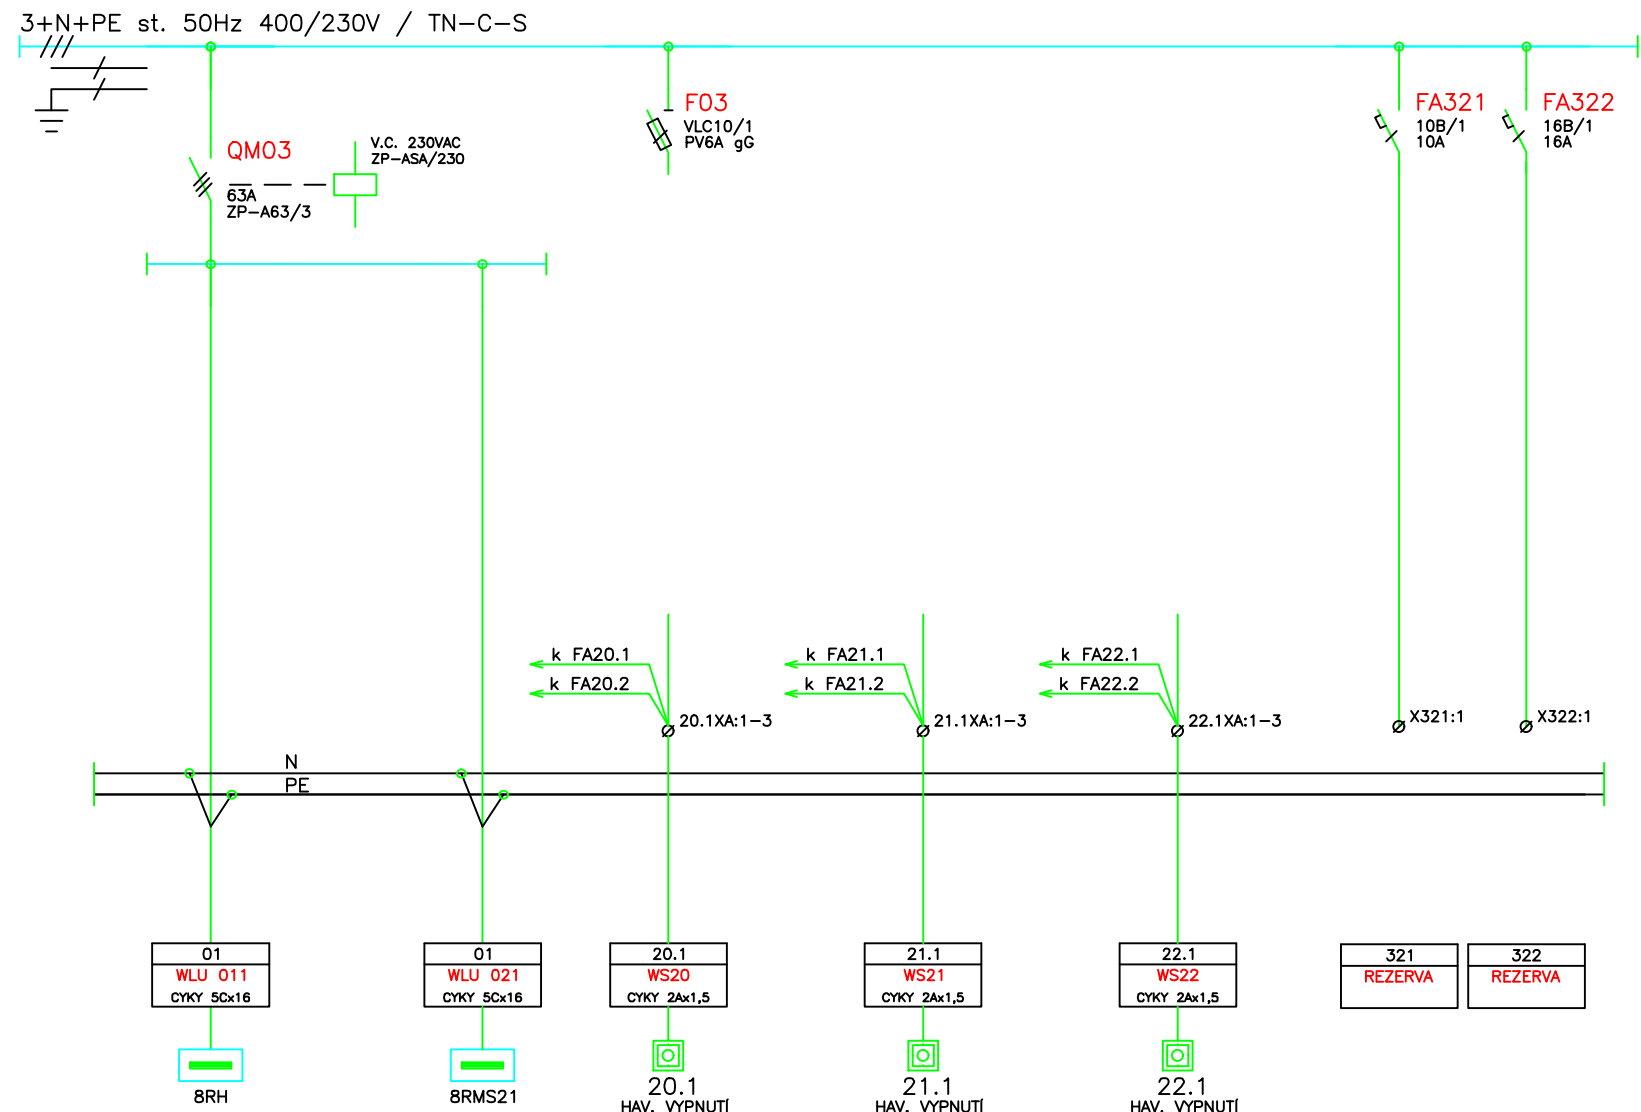 3+N+PE st. 50Hz 400/230V / TN-C-S
QM03
63A
ZP-A63/3
V.C. 230VAC
ZP-ASA/230
F03
VLC10/1
PV6A gG
FA321
10B/1
10A
FA322
16B/1
16A
k FA20.1
k FA20.2
20.1XA:1-3
k FA21.1
k FA21.2
21.1XA:1-3
k FA22.1
k FA22.2
22.1XA:1-3
X321:1
X322:1
N
PE
01
WLU 011
CYKY 5Cx16
8RH
01
WLU 021
CYKY 5Cx16
8RMS21
20.1
WS20
CYKY 2Ax1,5
20.1
HAV. VYPNUTÍ
21.1
WS21
CYKY 2Ax1,5
21.1
HAV. VYPNUTÍ
22.1
WS22
CYKY 2Ax1,5
22.1
HAV. VYPNUTÍ
321
REZERVA
322
REZERVA